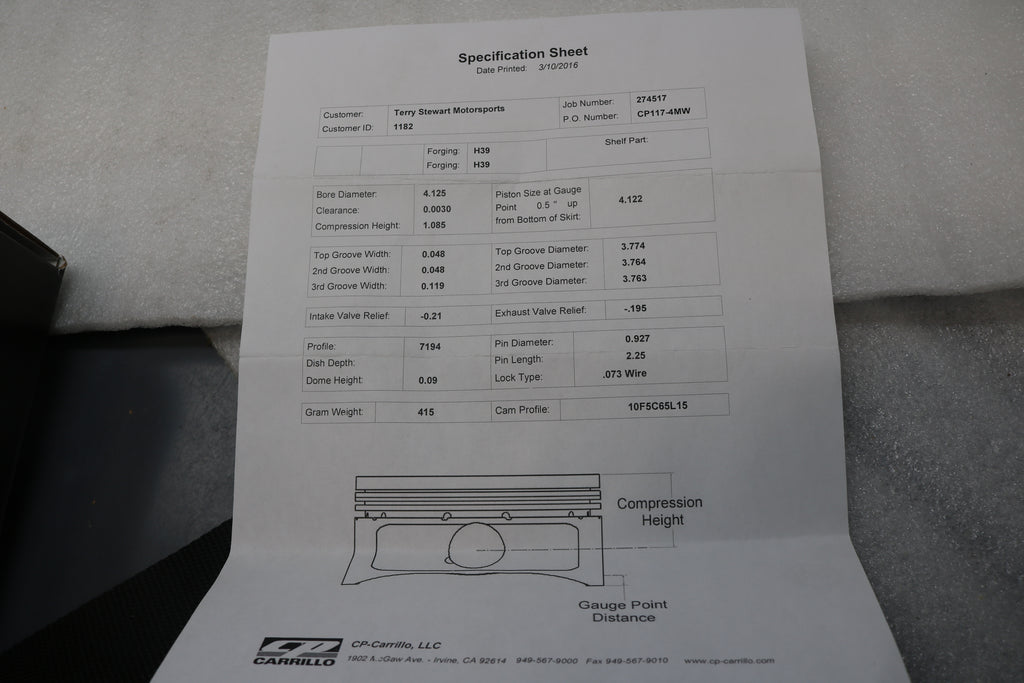 Specification Sheet
Date Printed: 3/10/2016
Customer: Terry Stewart Motorsports Job Number: 274517
Customer ID: 1182 P.O. Number: CP117-4MW
Forging: H39 Shelf Part:
Forging: H39
Bore Diameter: 4.125 Piston Size at Gauge
Clearance: 0.0030 Point 0.5 " up 4.122
Compression Height: 1.085 from Bottom of Skirt:
Top Groove Width: 0.048 Top Groove Diameter: 3.774
2nd Groove Width: 0.048 2nd Groove Diameter: 3.764
3rd Groove Width: 0.119 3rd Groove Diameter: 3.763
Intake Valve Relief: -0.21 Exhaust Valve Relief: -.195
Profile: 7194 Pin Diameter: 0.927
Dish Depth: Pin Length: 2.25
Dome Height: 0.09 Lock Type: .073 Wire
Gram Weight: 415 Cam Profile: 10F5C65L15
Compression
Height
Gauge Point
Distance
CP
CARRILLO
CP-Carrillo, LLC
1902 McGaw Ave. - Irvine, CA 92614 949-567-9000 Fax 949-567-9010 www.cp-carrillo.com